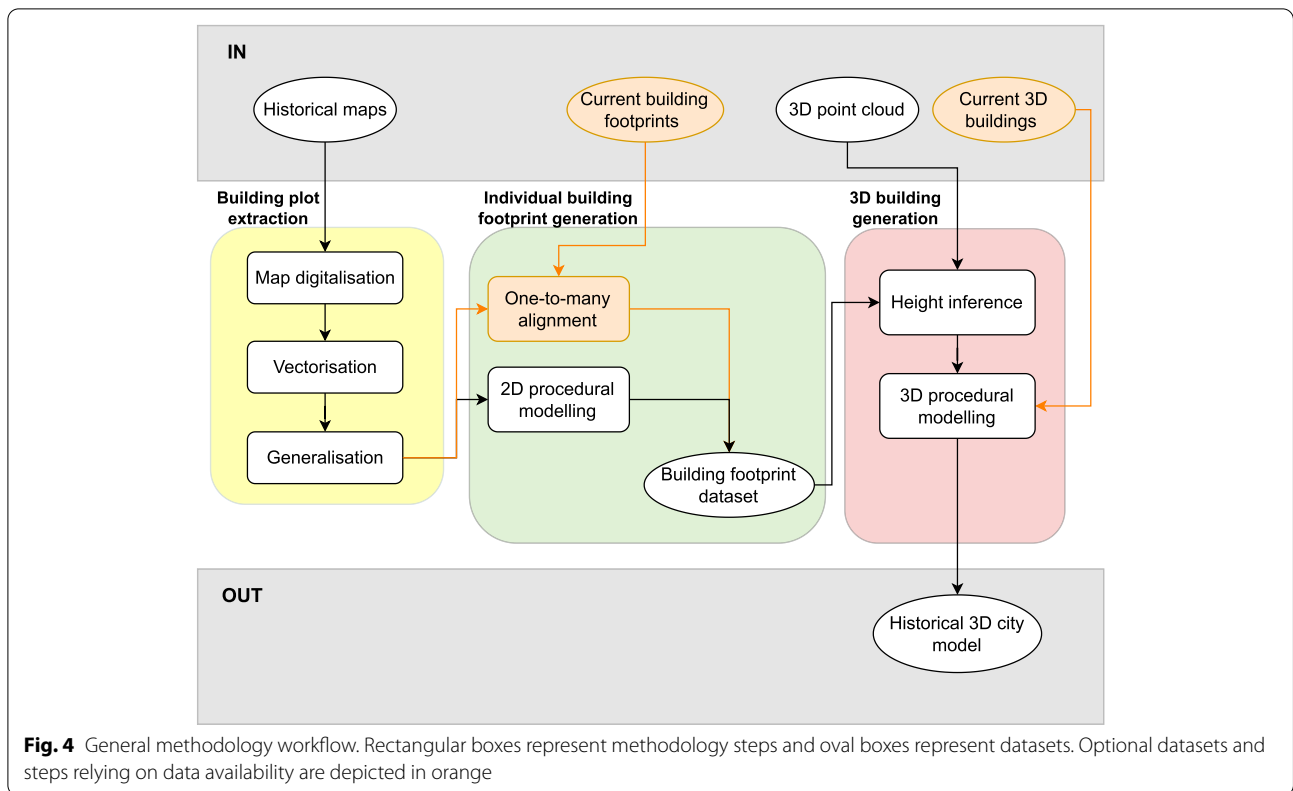 IN
Historical maps
Current building
footprints
3D point cloud
Current 3D
buildings
Building plot
extraction
Individual building
footprint generation
3D building
generation
Map digitalisation
Vectorisation
Generalisation
One-to-many
alignment
2D procedural
modelling
Building footprint
dataset
Height inference
3D procedural
modelling
OUT
Historical 3D city
model
Fig. 4 General methodology workflow. Rectangular boxes represent methodology steps and oval boxes represent datasets. Optional datasets and
steps relying on data availability are depicted in orange